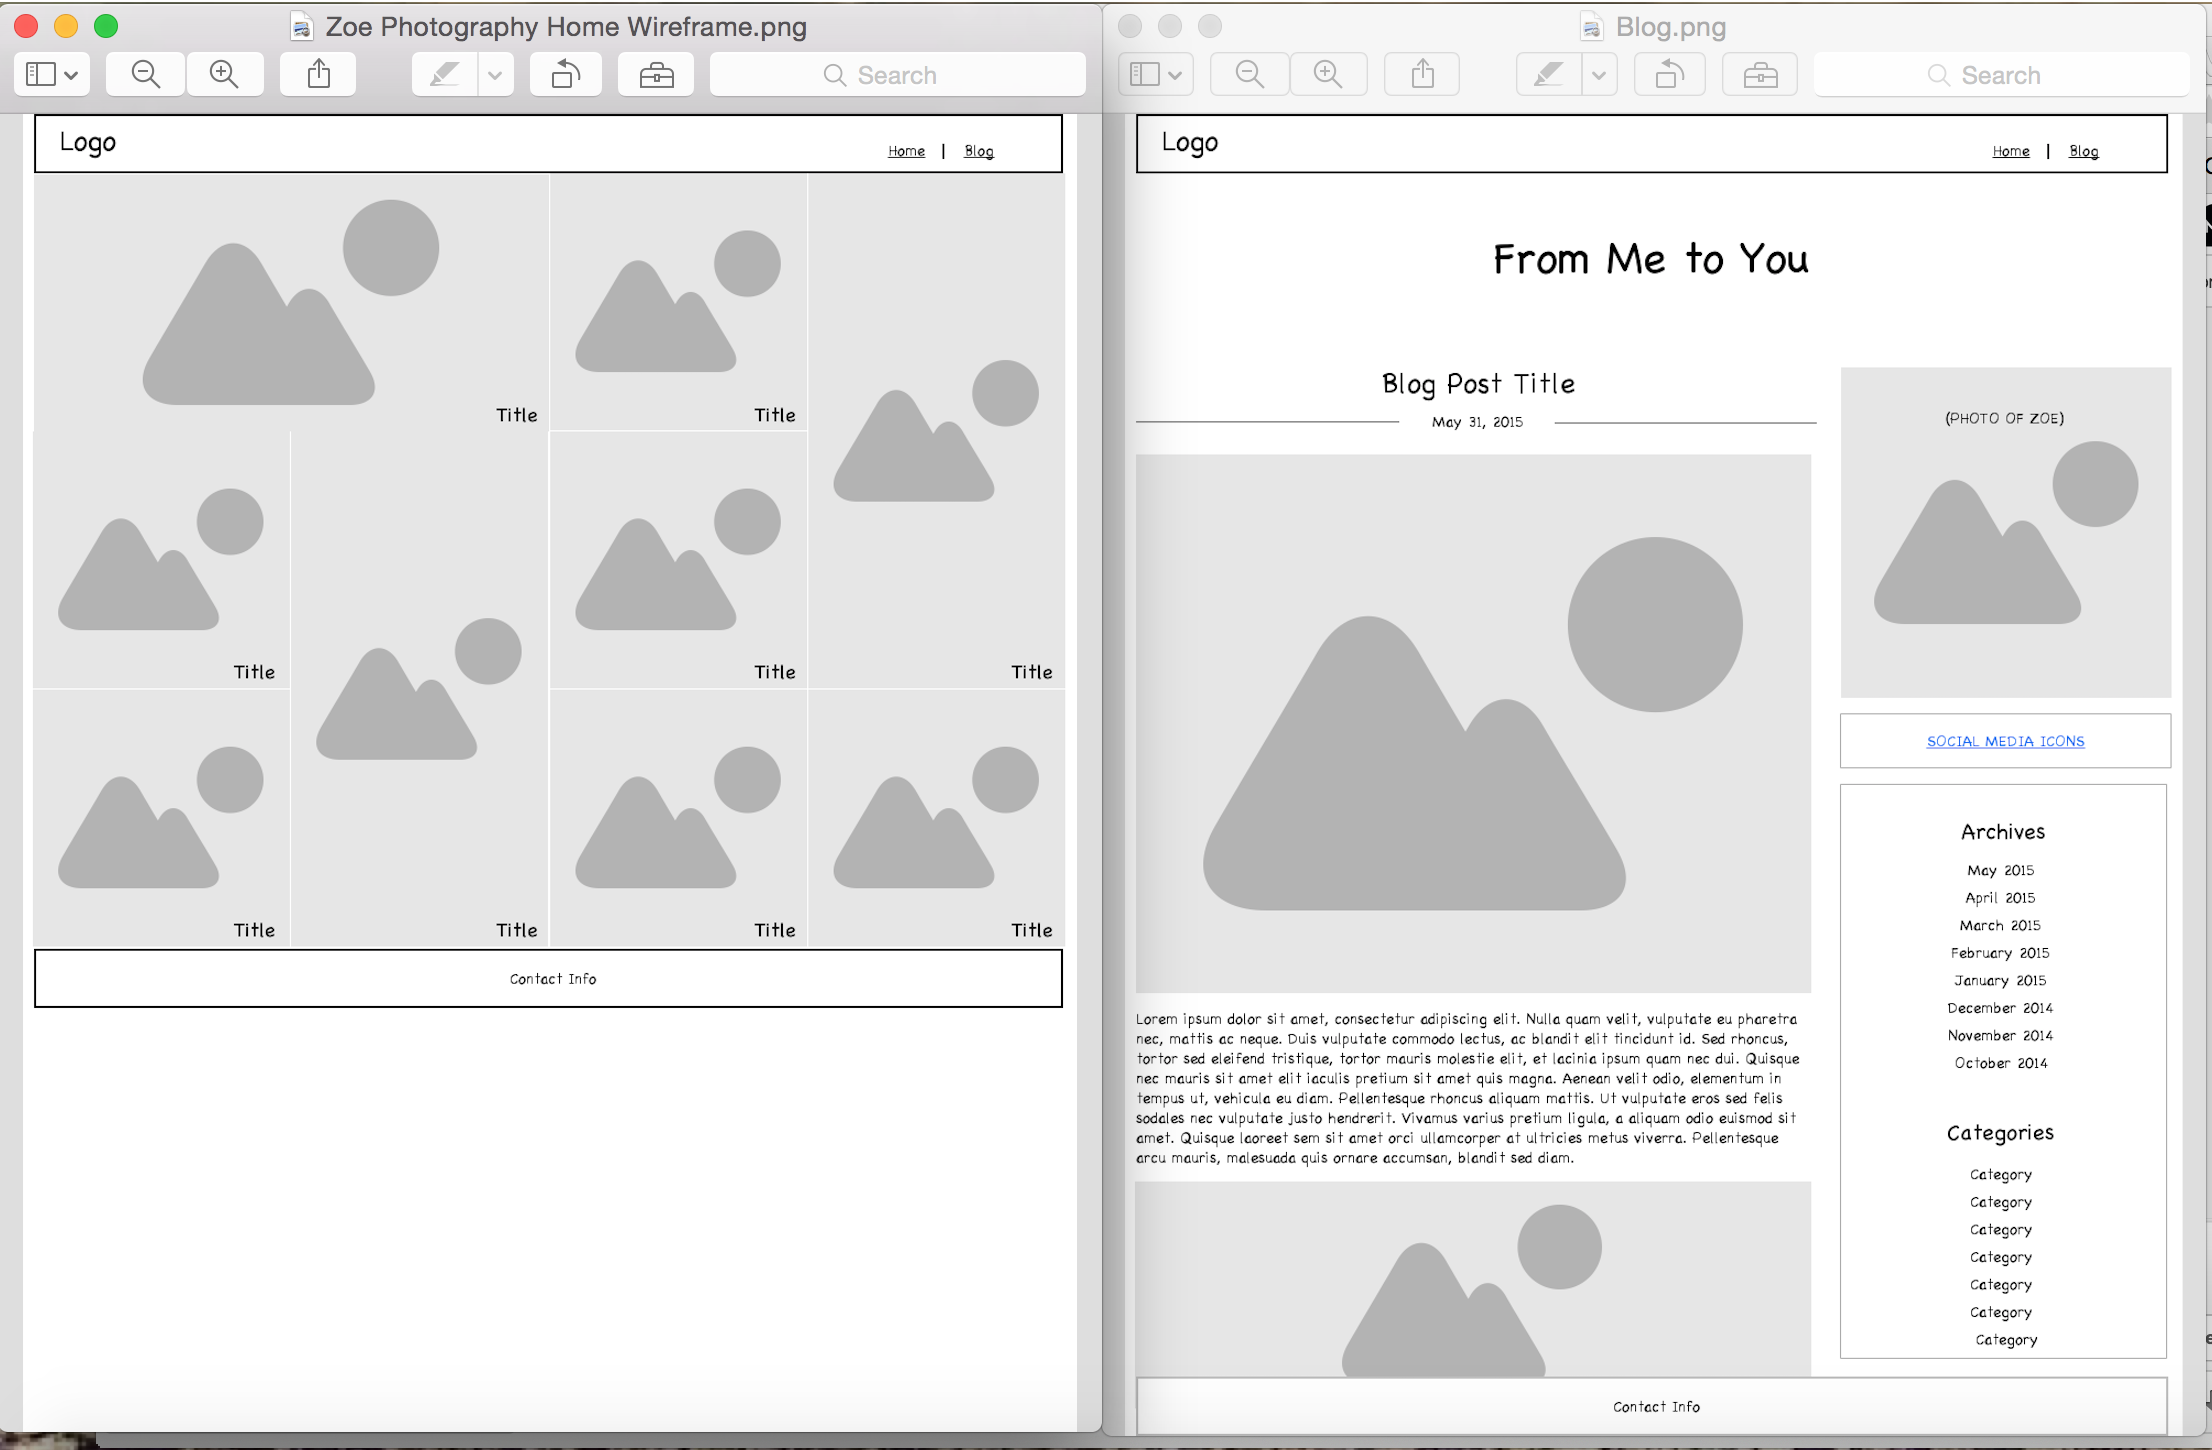 Zoe Photography Home Wireframe.png
Search
Logo
Home | Blog
Title
Title
Title
Title
Title
Title
Title
Title
Title
Contact Info
Blog.png
Search
Logo
Home | Blog
From Me to You
Blog Post Title
May 31, 2015
Lorem ipsum dolor sit amet, consectetur adipiscing elit. Nulla quam velit, vulputate eu pharetra
nec, mattis ac neque. Duis vulputate commodo lectus, ac blandit elit tincidunt id. Sed rhoncus,
tortor sed eleifend tristique, tortor mauris molestie elit, et lacinia ipsum quam nec dui. Quisque
nec mauris sit amet elit iaculis pretium sit amet quis magna. Aenean velit odio, elementum in
tempus ut, vehicula eu diam. Pellentesque rhoncus aliquam mattis. Ut vulputate eros sed felis
sodales nec vulputate justo hendrerit. Vivamus varius pretium ligula, a aliquam odio euismod sit
amet. Quisque laoreet sem sit amet orci ullamcorper at ultricies metus viverra. Pellentesque
arcu mauris, malesuada quis ornare accumsan, blandit sed diam.
(PHOTO OF ZOE)
SOCIAL MEDIA ICONS
Archives
May 2015
April 2015
March 2015
February 2015
January 2015
December 2014
November 2014
October 2014
Categories
Category
Category
Category
Category
Category
Category
Category
Contact Info